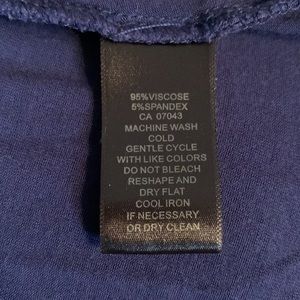 95%VISCOSE
5%SPANDEX
CA 07043
MACHINE WASH
COLD
GENTLE CYCLE
WITH LIKE COLORS
DO NOT BLEACH
RESHAPE AND
DRY FLAT
COOL IRON
IF NECESSARY
OR DRY CLEAN